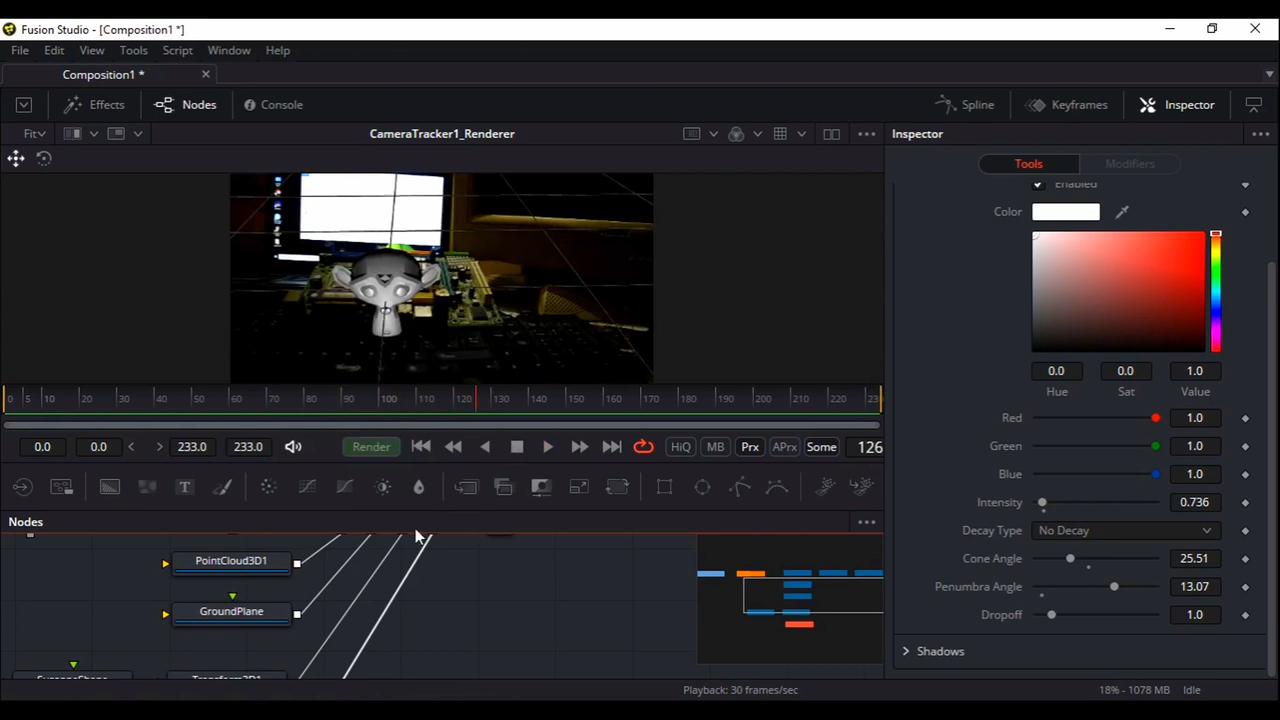 Fusion Studio - [Composition1 *]
File Edit View Tools Script Window Help
Composition1 *
Effects Nodes Console Spline Keyframes Inspector
Fit CameraTracker1_Renderer Inspector
Tools Modifiers
Enabled
Color
0.0 0.0 1.0
Hue Sat Value
0 5 10 20 30 40 50 60 70 80 90 100 110 120 130 140 150 160 170 180 190 200 210 220 230
Red 1.0
0.0 0.0 233.0 233.0 Render HiQ MB Prx APrx Some 126
Green 1.0
Blue 1.0
Intensity 0.736
Nodes
Decay Type No Decay
Cone Angle 25.51
Penumbra Angle 13.07
Dropoff 1.0
Shadows
PointCloud3D1
GroundPlane
SuzanneShape Transform3D1
Playback: 30 frames/sec 18% - 1078 MB Idle